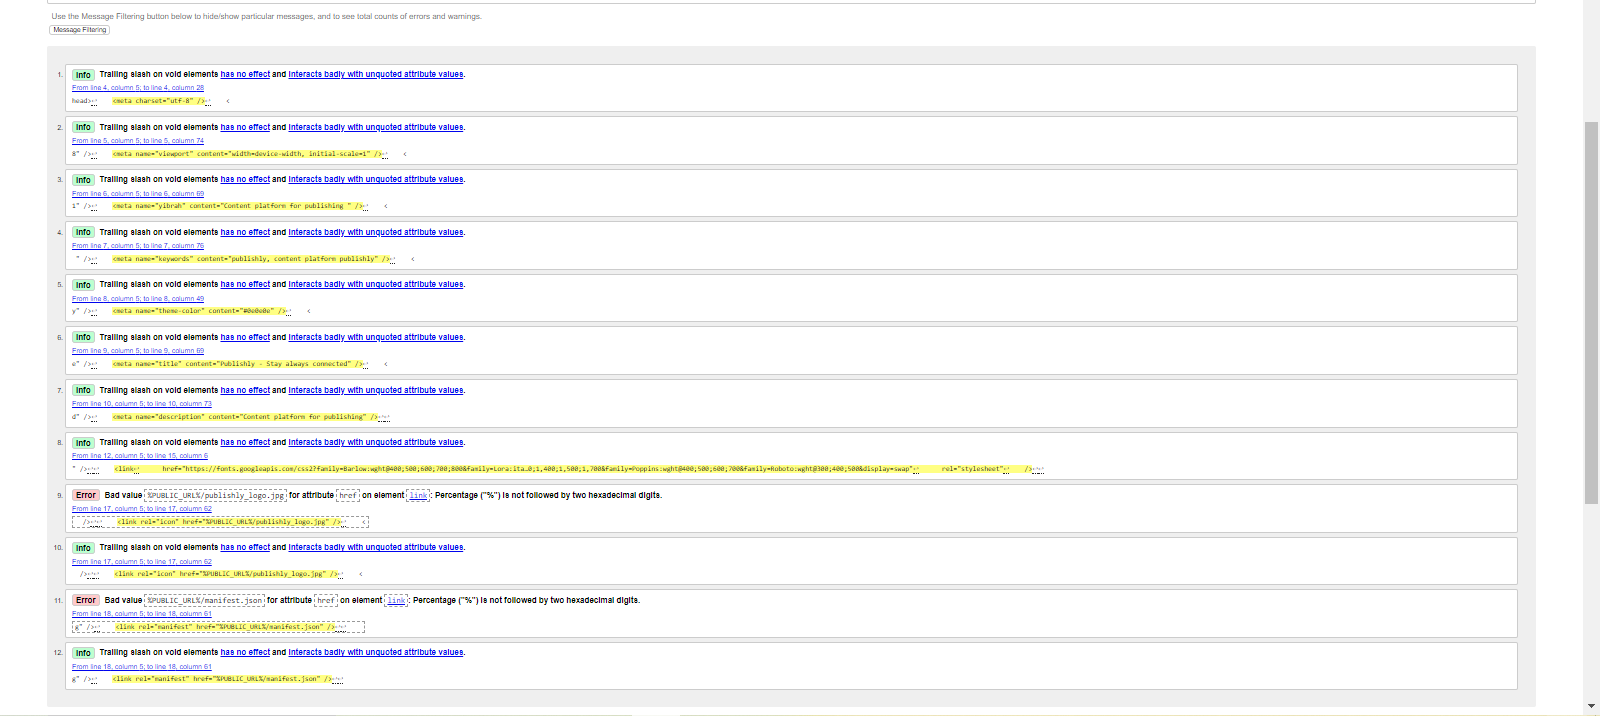 Use the Message Filtering button below to hide/show particular messages, and to see total counts of errors and warnings.
Message Filtering
1. Info Trailing slash on void elements has no effect and interacts badly with unquoted attribute values.
From line 4, column 5; to line 4, column 28
head>↩ <meta charset="utf-8" />↩ <
2. Info Trailing slash on void elements has no effect and interacts badly with unquoted attribute values.
From line 5, column 5; to line 5, column 74
8" />↩ <meta name="viewport" content="width=device-width, initial-scale=1" />↩ <
3. Info Trailing slash on void elements has no effect and interacts badly with unquoted attribute values.
From line 6, column 5; to line 6, column 69
1" />↩ <meta name="yibrah" content="Content platform for publishing " />↩ <
4. Info Trailing slash on void elements has no effect and interacts badly with unquoted attribute values.
From line 7, column 5; to line 7, column 76
" />↩ <meta name="keywords" content="publishly, content platform publishly" />↩ <
5. Info Trailing slash on void elements has no effect and interacts badly with unquoted attribute values.
From line 8, column 5; to line 8, column 49
y" />↩ <meta name="theme-color" content="#0e0e0e" />↩ <
6. Info Trailing slash on void elements has no effect and interacts badly with unquoted attribute values.
From line 9, column 5; to line 9, column 69
e" />↩ <meta name="title" content="Publishly - Stay always connected" />↩ <
7. Info Trailing slash on void elements has no effect and interacts badly with unquoted attribute values.
From line 10, column 5; to line 10, column 73
d" />↩ <meta name="description" content="Content platform for publishing" />↩↩
8. Info Trailing slash on void elements has no effect and interacts badly with unquoted attribute values.
From line 12, column 5; to line 15, column 6
" />↩↩ <link↩ href="https://fonts.googleapis.com/css2?family=Barlow:wght@400;500;600;700;800&family=Lora:ita…0;1,400;1,500;1,700&family=Poppins:wght@400;500;600;700&family=Roboto:wght@300;400;500&display=swap"↩ rel="stylesheet"↩ />↩↩
9. Error Bad value %PUBLIC_URL%/publishly_logo.jpg for attribute href on element link: Percentage ("%") is not followed by two hexadecimal digits.
From line 17, column 5; to line 17, column 62
/>↩↩ <link rel="icon" href="%PUBLIC_URL%/publishly_logo.jpg" />↩ <
10. Info Trailing slash on void elements has no effect and interacts badly with unquoted attribute values.
From line 17, column 5; to line 17, column 62
/>↩↩ <link rel="icon" href="%PUBLIC_URL%/publishly_logo.jpg" />↩ <
11. Error Bad value %PUBLIC_URL%/manifest.json for attribute href on element link: Percentage ("%") is not followed by two hexadecimal digits.
From line 18, column 5; to line 18, column 61
g" />↩ <link rel="manifest" href="%PUBLIC_URL%/manifest.json" />↩↩
12. Info Trailing slash on void elements has no effect and interacts badly with unquoted attribute values.
From line 18, column 5; to line 18, column 61
g" />↩ <link rel="manifest" href="%PUBLIC_URL%/manifest.json" />↩↩